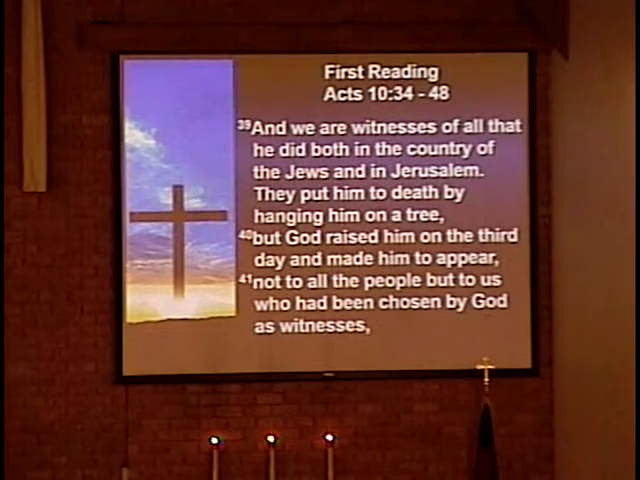 First Reading
Acts 10:34 - 48
39And we are witnesses of all that
he did both in the country of
the Jews and in Jerusalem.
They put him to death by
hanging him on a tree,
40but God raised him on the third
day and made him to appear,
41not to all the people but to us
who had been chosen by God
as witnesses,